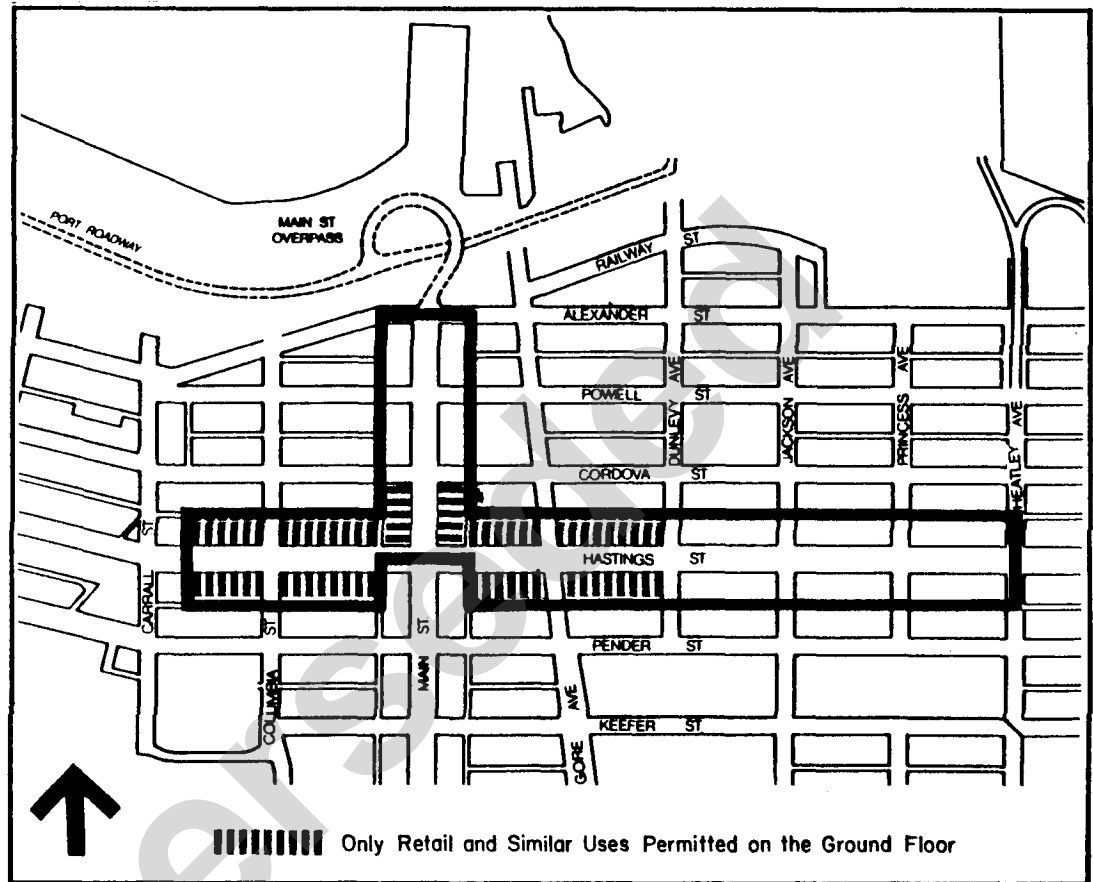 PORT ROADWAY
MAIN ST
OVERPASS
RAILWAY ST
ALEXANDER ST
POWELL ST
CORDOVA ST
HASTINGS ST
PENDER ST
KEEFER ST
CARRALL ST
COLUMBIA ST
MAIN ST
GORE AVE
DUNLEVY AVE
JACKSON AVE
PRINCESS AVE
HEATLEY AVE
erseded
Only Retail and Similar Uses Permitted on the Ground Floor